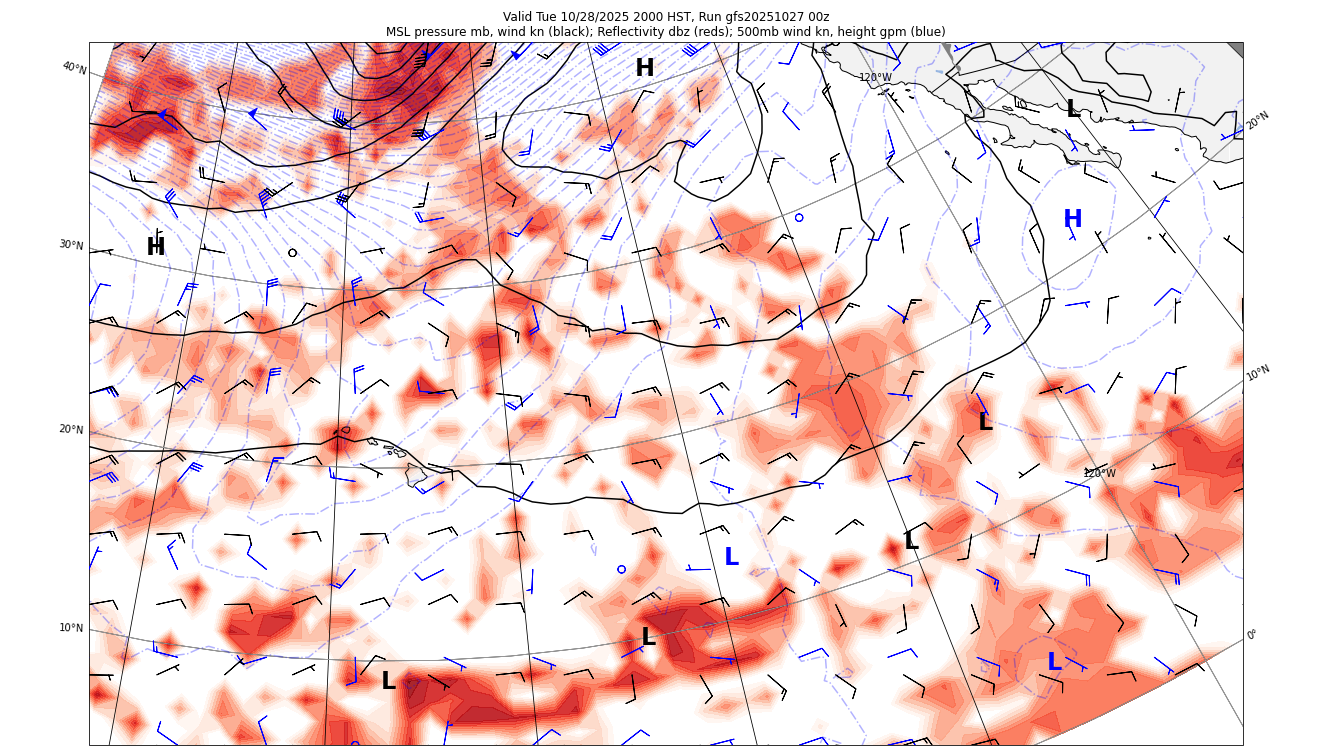 Valid Tue 10/28/2025 2000 HST, Run gfs20251027 00z
MSL pressure mb, wind kn (black); Reflectivity dbz (reds); 500mb wind kn, height gpm (blue)
40°N
H
120°W
L
20°N
H
30°N
H
10°N
20°N
L
120°W
L
L
10°N
L
0°
L
L